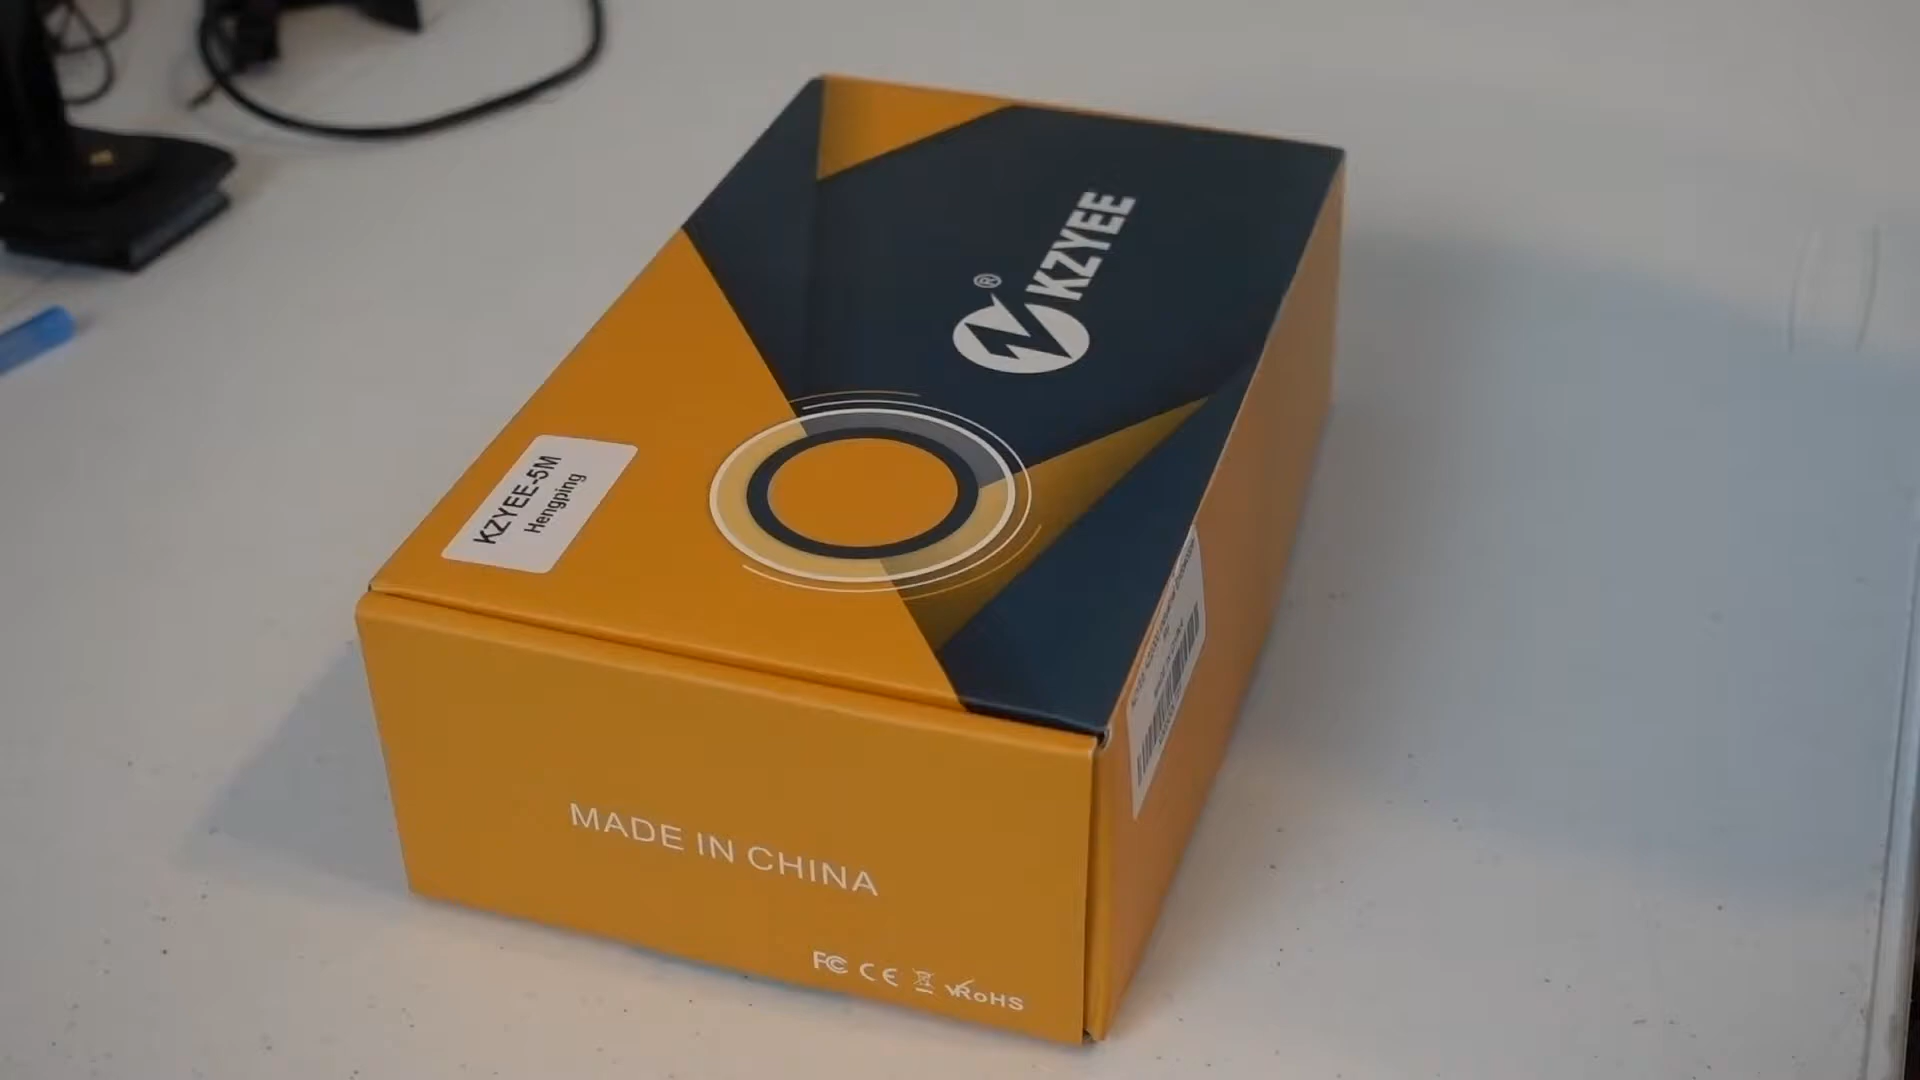 KZYEE®
KZYEE-5M
Hengping
MADE IN CHINA
FC CE RoHS